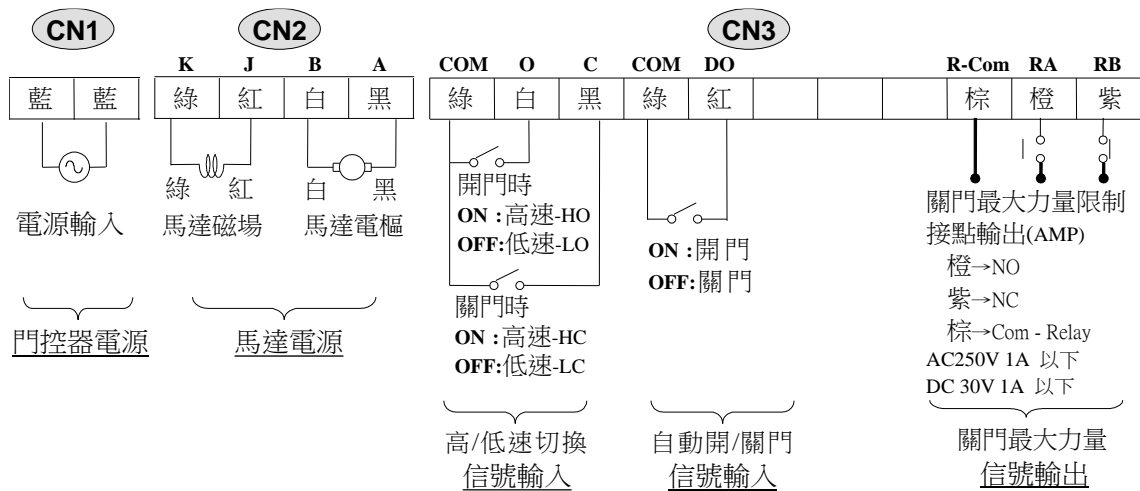 CN1 CN2 CN3
K J B A COM O C COM DO R-Com RA RB
藍 藍 綠 紅 白 黑 綠 白 黑 綠 紅 棕 橙 紫
綠 紅 白 黑
電源輸入
馬達磁場 馬達電樞
開門時
ON :高速-HO
OFF:低速-LO
關門時
ON :高速-HC
OFF:低速-LC
ON :開門
OFF:關門
關門最大力量限制
接點輸出(AMP)
橙→NO
紫→NC
棕→Com - Relay
AC250V 1A 以下
DC 30V 1A 以下
門控器電源
馬達電源
高/低速切換
信號輸入
自動開/關門
信號輸入
關門最大力量
信號輸出